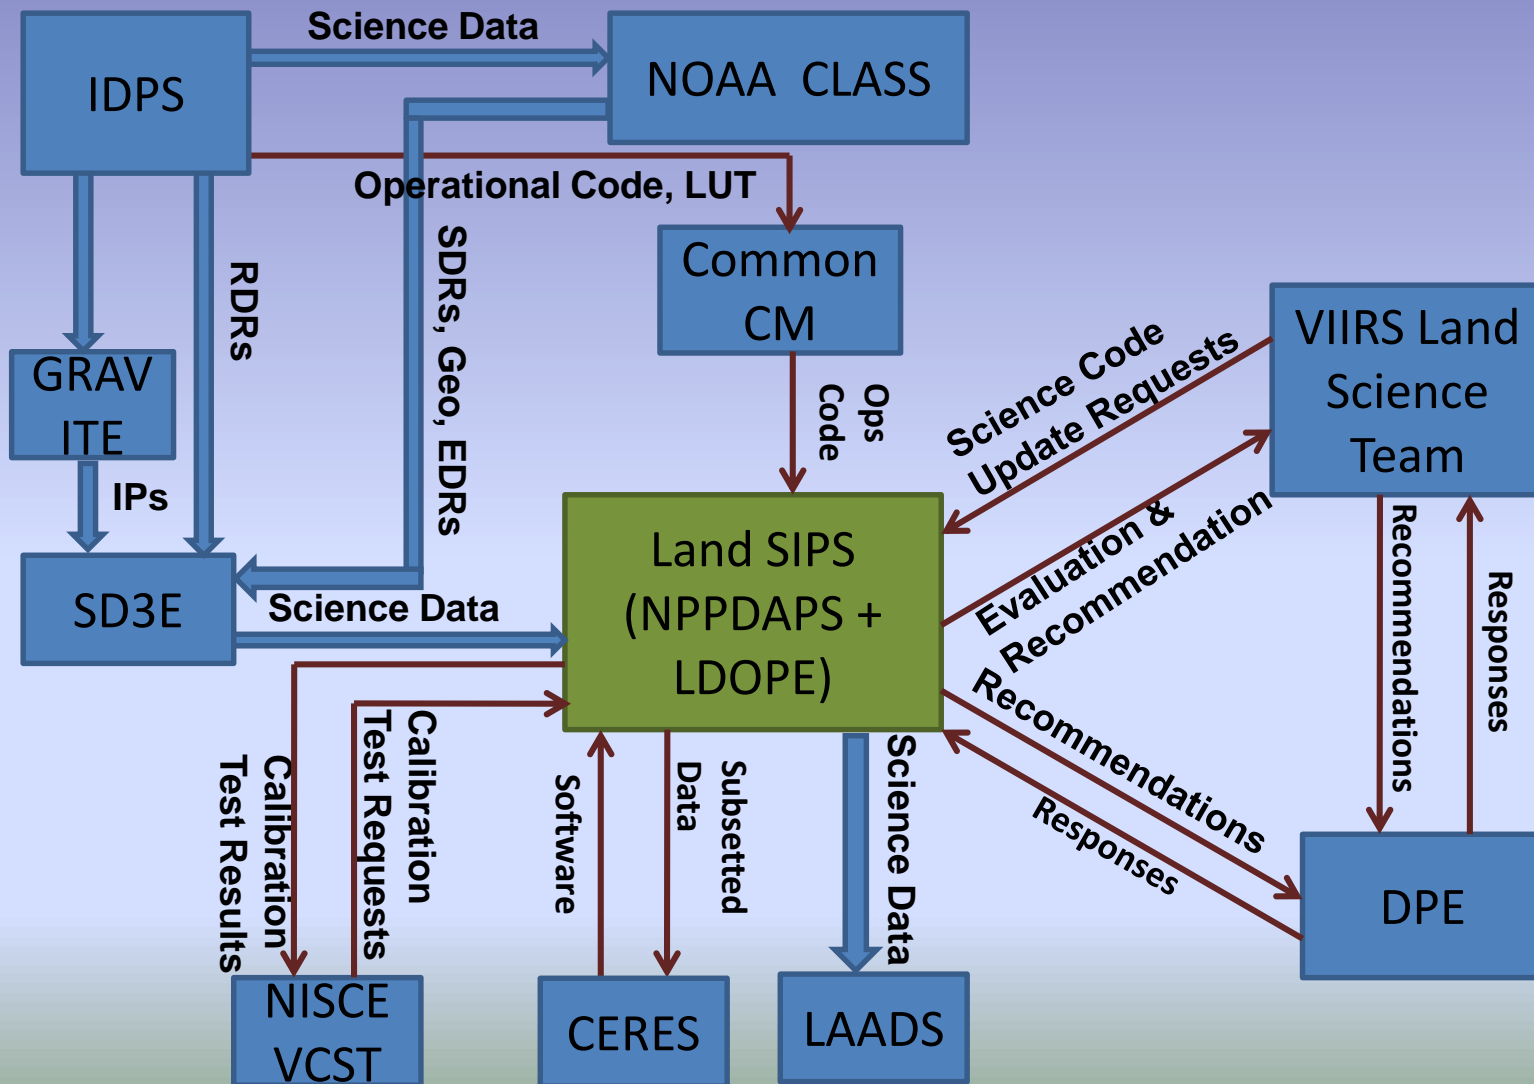 Science Data
IDPS
NOAA CLASS
Operational Code, LUT
RDRs
SDRs, Geo, EDRs
Common
CM
VIIRS Land
Science
Team
GRAV
ITE
IPs
Ops
Code
Science Code
Update Requests
Evaluation &
Recommendation
Recommendations
Responses
SD3E
Science Data
Land SIPS
(NPPDAPS +
LDOPE)
Recommendations
Responses
Calibration
Test Results
Calibration
Test Requests
Software
Subsetted
Data
Science Data
DPE
NISCE
VCST
CERES
LAADS